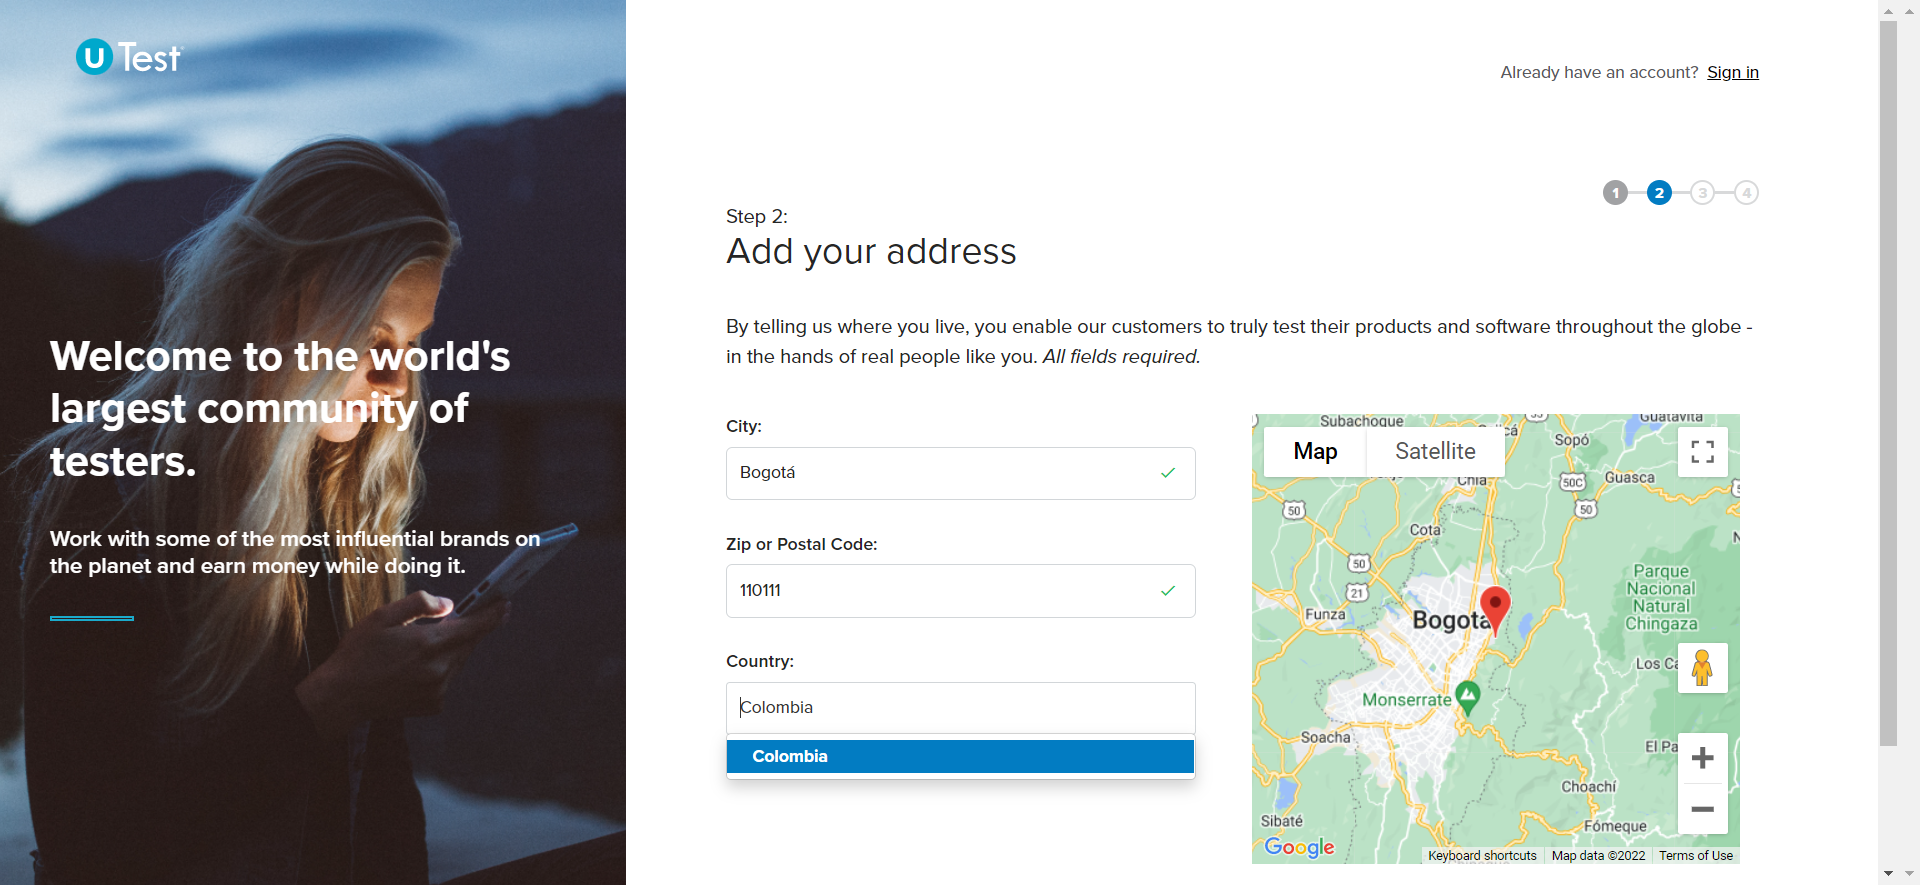 U Test
Welcome to the world's
largest community of
testers.
Work with some of the most influential brands on
the planet and earn money while doing it.
Already have an account? Sign in
1 2 3 4
Step 2:
Add your address
By telling us where you live, you enable our customers to truly test their products and software throughout the globe -
in the hands of real people like you. All fields required.
City:
Bogotá
Zip or Postal Code:
110111
Country:
Colombia
Colombia
Subachoque
Guatavita
Map
Satellite
Sopó
Chía
50C
Guasca
50
50
Cota
50
21
Funza
Bogotá
Parque
Nacional
Natural
Chingaza
Monserrate
Soacha
Choachí
Sibaté
Fómeque
Google
Keyboard shortcuts
Map data ©2022
Terms of Use